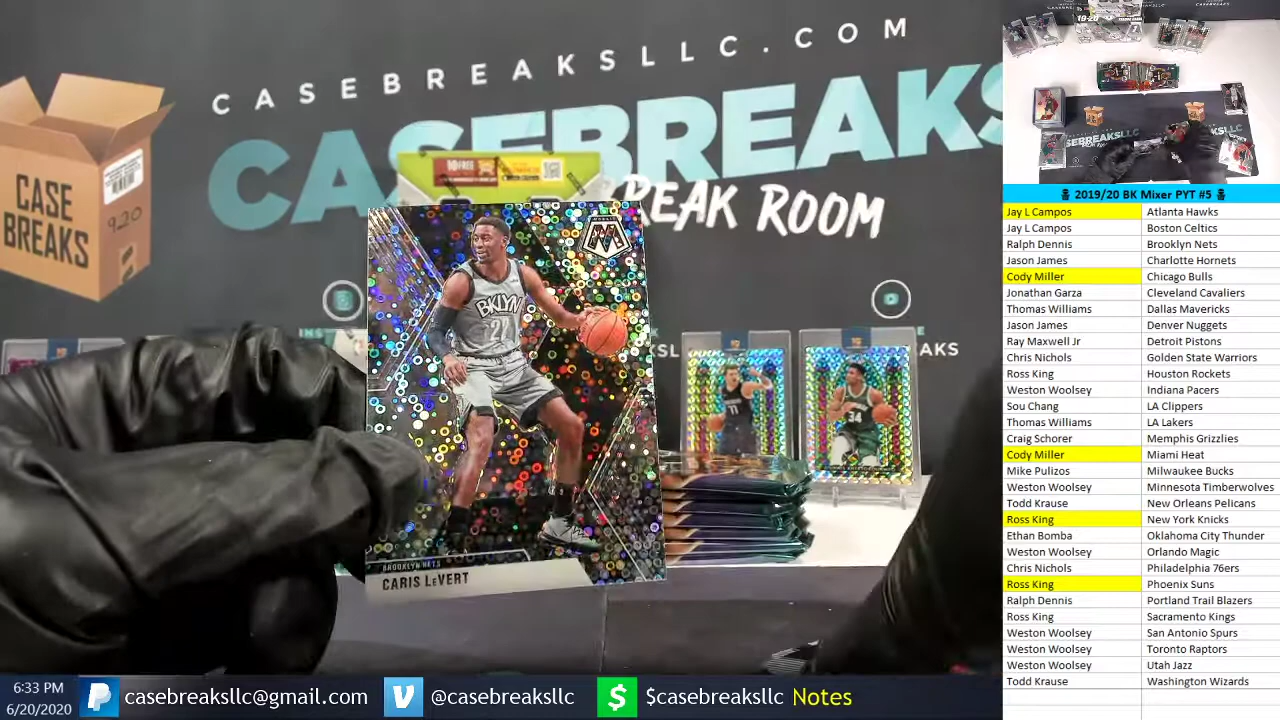 CASEBREAKSLLC.COM
CASEBREAKS
BREAK ROOM
CASE
BREAKS
920
10 FREE
MOSAIC
BKLYN
BROOKLYN NETS
CARIS LeVERT
11
34
2019/20 BK Mixer PYT #5
Jay L Campos Atlanta Hawks
Jay L Campos Boston Celtics
Ralph Dennis Brooklyn Nets
Jason James Charlotte Hornets
Cody Miller Chicago Bulls
Jonathan Garza Cleveland Cavaliers
Thomas Williams Dallas Mavericks
Jason James Denver Nuggets
Ray Maxwell Jr Detroit Pistons
Chris Nichols Golden State Warriors
Ross King Houston Rockets
Weston Woolsey Indiana Pacers
Sou Chang LA Clippers
Thomas Williams LA Lakers
Craig Schorer Memphis Grizzlies
Cody Miller Miami Heat
Mike Pulizos Milwaukee Bucks
Weston Woolsey Minnesota Timberwolves
Todd Krause New Orleans Pelicans
Ross King New York Knicks
Ethan Bomba Oklahoma City Thunder
Weston Woolsey Orlando Magic
Chris Nichols Philadelphia 76ers
Ross King Phoenix Suns
Ralph Dennis Portland Trail Blazers
Ross King Sacramento Kings
Weston Woolsey San Antonio Spurs
Weston Woolsey Toronto Raptors
Weston Woolsey Utah Jazz
Todd Krause Washington Wizards
6:33 PM
6/20/2020
casebreaksllc@gmail.com
@casebreaksllc
$casebreaksllc
Notes